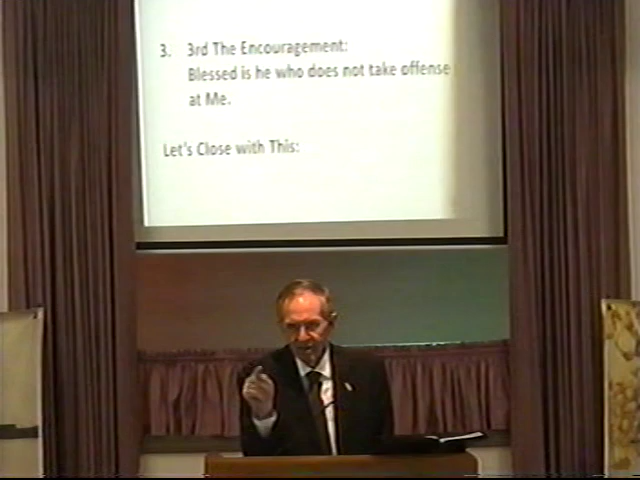 3. 3rd The Encouragement:
Blessed is he who does not take offense
at Me.
Let's Close with This: